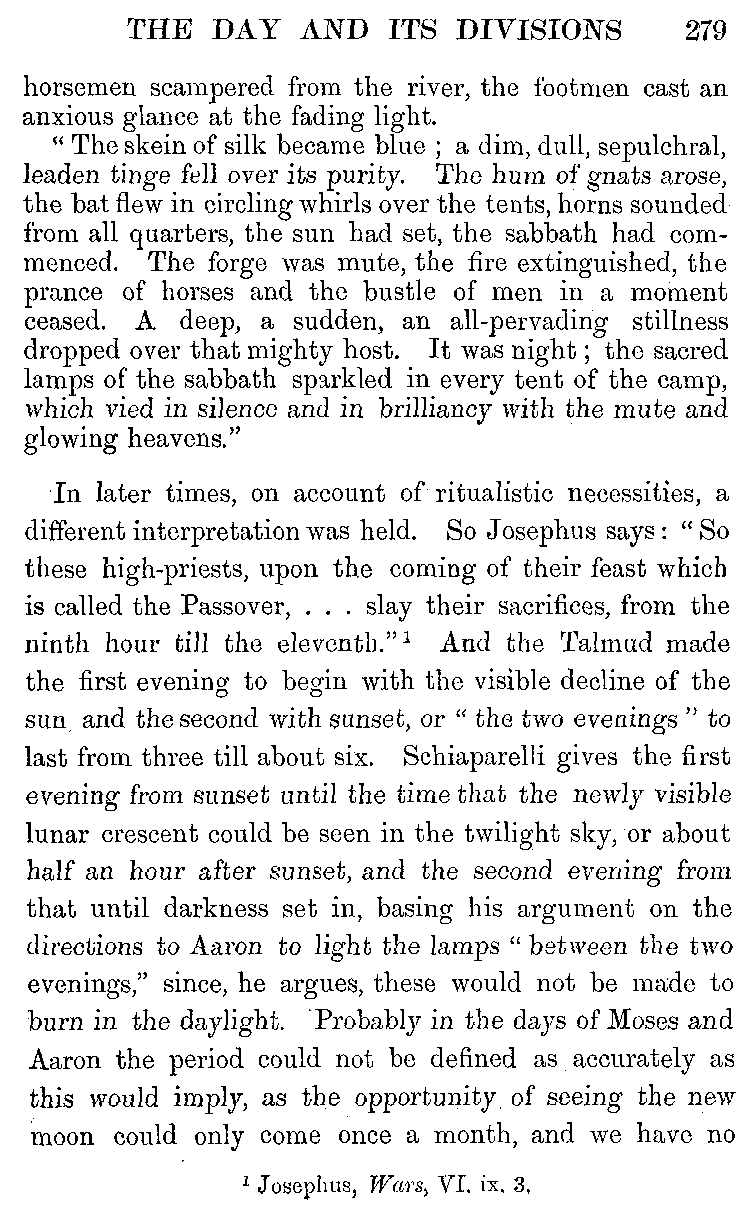 THE DAY AND ITS DIVISIONS 279
horsemen scampered from the river, the footmen cast an
anxious glance at the fading light.
“ The skein of silk became blue ; a dim, dull, sepulchral,
leaden tinge fell over its purity. The hum of gnats arose,
the bat flew in circling whirls over the tents, horns sounded
from all quarters, the sun had set, the sabbath had com-
menced. The forge was mute, the fire extinguished, the
prance of horses and the bustle of men in a moment
ceased. A deep, a sudden, an all-pervading stillness
dropped over that mighty host. It was night ; the sacred
lamps of the sabbath sparkled in every tent of the camp,
which vied in silence and in brilliancy with the mute and
glowing heavens.”
In later times, on account of ritualistic necessities, a
different interpretation was held. So Josephus says : “ So
these high-priests, upon the coming of their feast which
is called the Passover, . . . slay their sacrifices, from the
ninth hour till the eleventh.” ¹ And the Talmud made
the first evening to begin with the visible decline of the
sun and the second with sunset, or “ the two evenings ” to
last from three till about six. Schiaparelli gives the first
evening from sunset until the time that the newly visible
lunar crescent could be seen in the twilight sky, or about
half an hour after sunset, and the second evening from
that until darkness set in, basing his argument on the
directions to Aaron to light the lamps “ between the two
evenings,” since, he argues, these would not be made to
burn in the daylight. Probably in the days of Moses and
Aaron the period could not be defined as accurately as
this would imply, as the opportunity of seeing the new
moon could only come once a month, and we have no
¹ Josephus, Wars, VI. ix. 3.